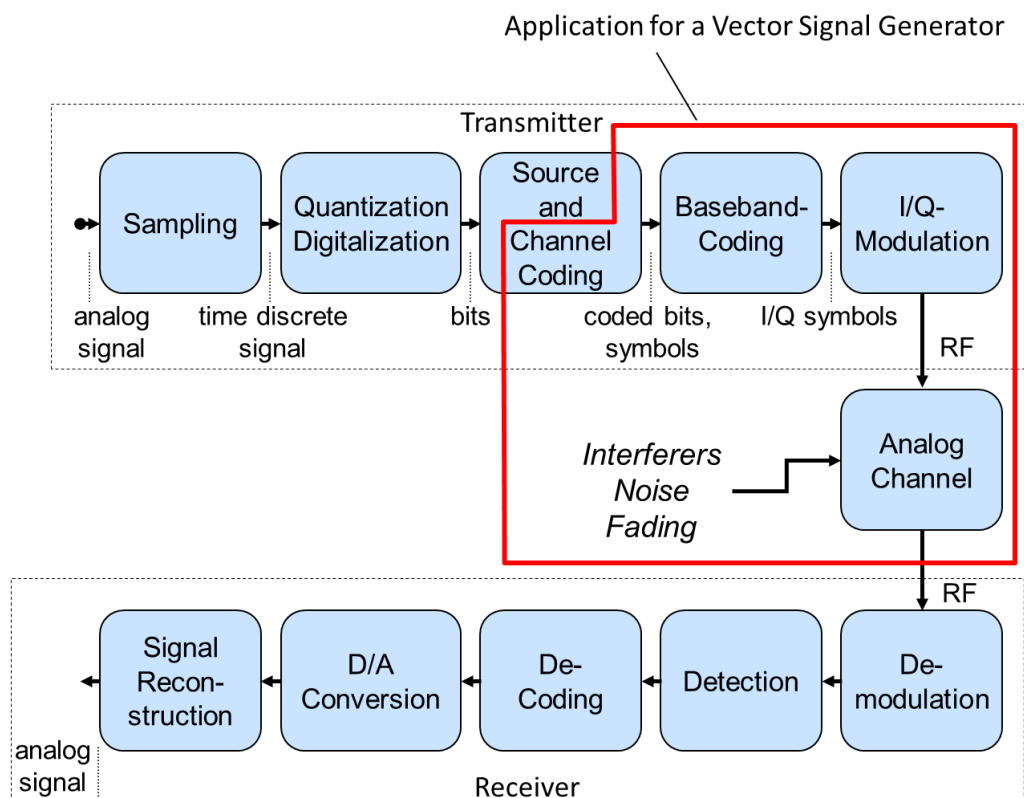 Application for a Vector Signal Generator
Transmitter
Sampling
Quantization
Digitalization
Source
and
Channel
Coding
Baseband-
Coding
I/Q-
Modulation
analog
signal
time discrete
signal
bits
coded bits,
symbols
I/Q symbols
RF
Interferers
Noise
Fading
Analog
Channel
RF
Signal
Recon-
struction
D/A
Conversion
De-
Coding
Detection
De-
modulation
analog
signal
Receiver